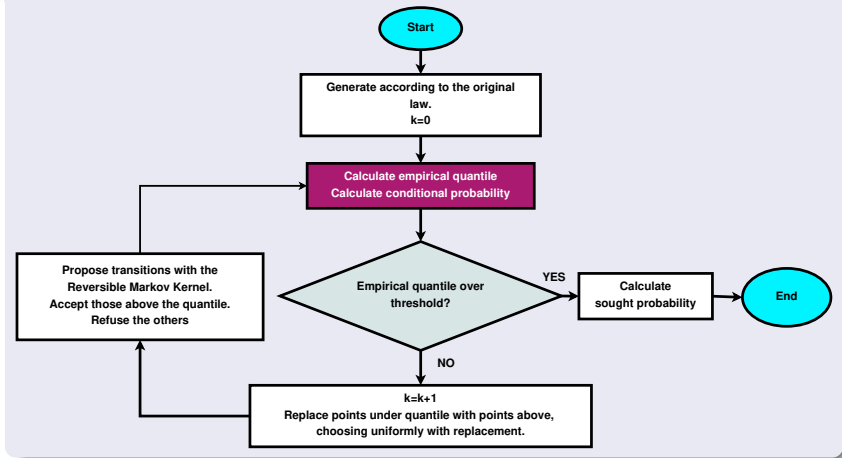 Start
Generate according to the original
law.
k=0
Calculate empirical quantile
Calculate conditional probability
Propose transitions with the
Reversible Markov Kernel.
Accept those above the quantile.
Refuse the others
Empirical quantile over
threshold?
YES
Calculate
sought probability
End
NO
k=k+1
Replace points under quantile with points above,
choosing uniformly with replacement.